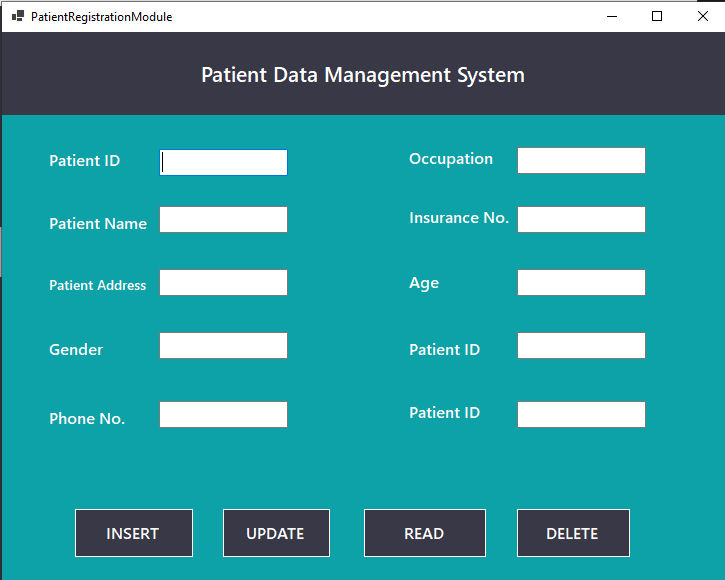 PatientRegistrationModule
Patient Data Management System
Patient ID
Occupation
Patient Name
Insurance No.
Patient Address
Age
Gender
Patient ID
Phone No.
Patient ID
INSERT
UPDATE
READ
DELETE